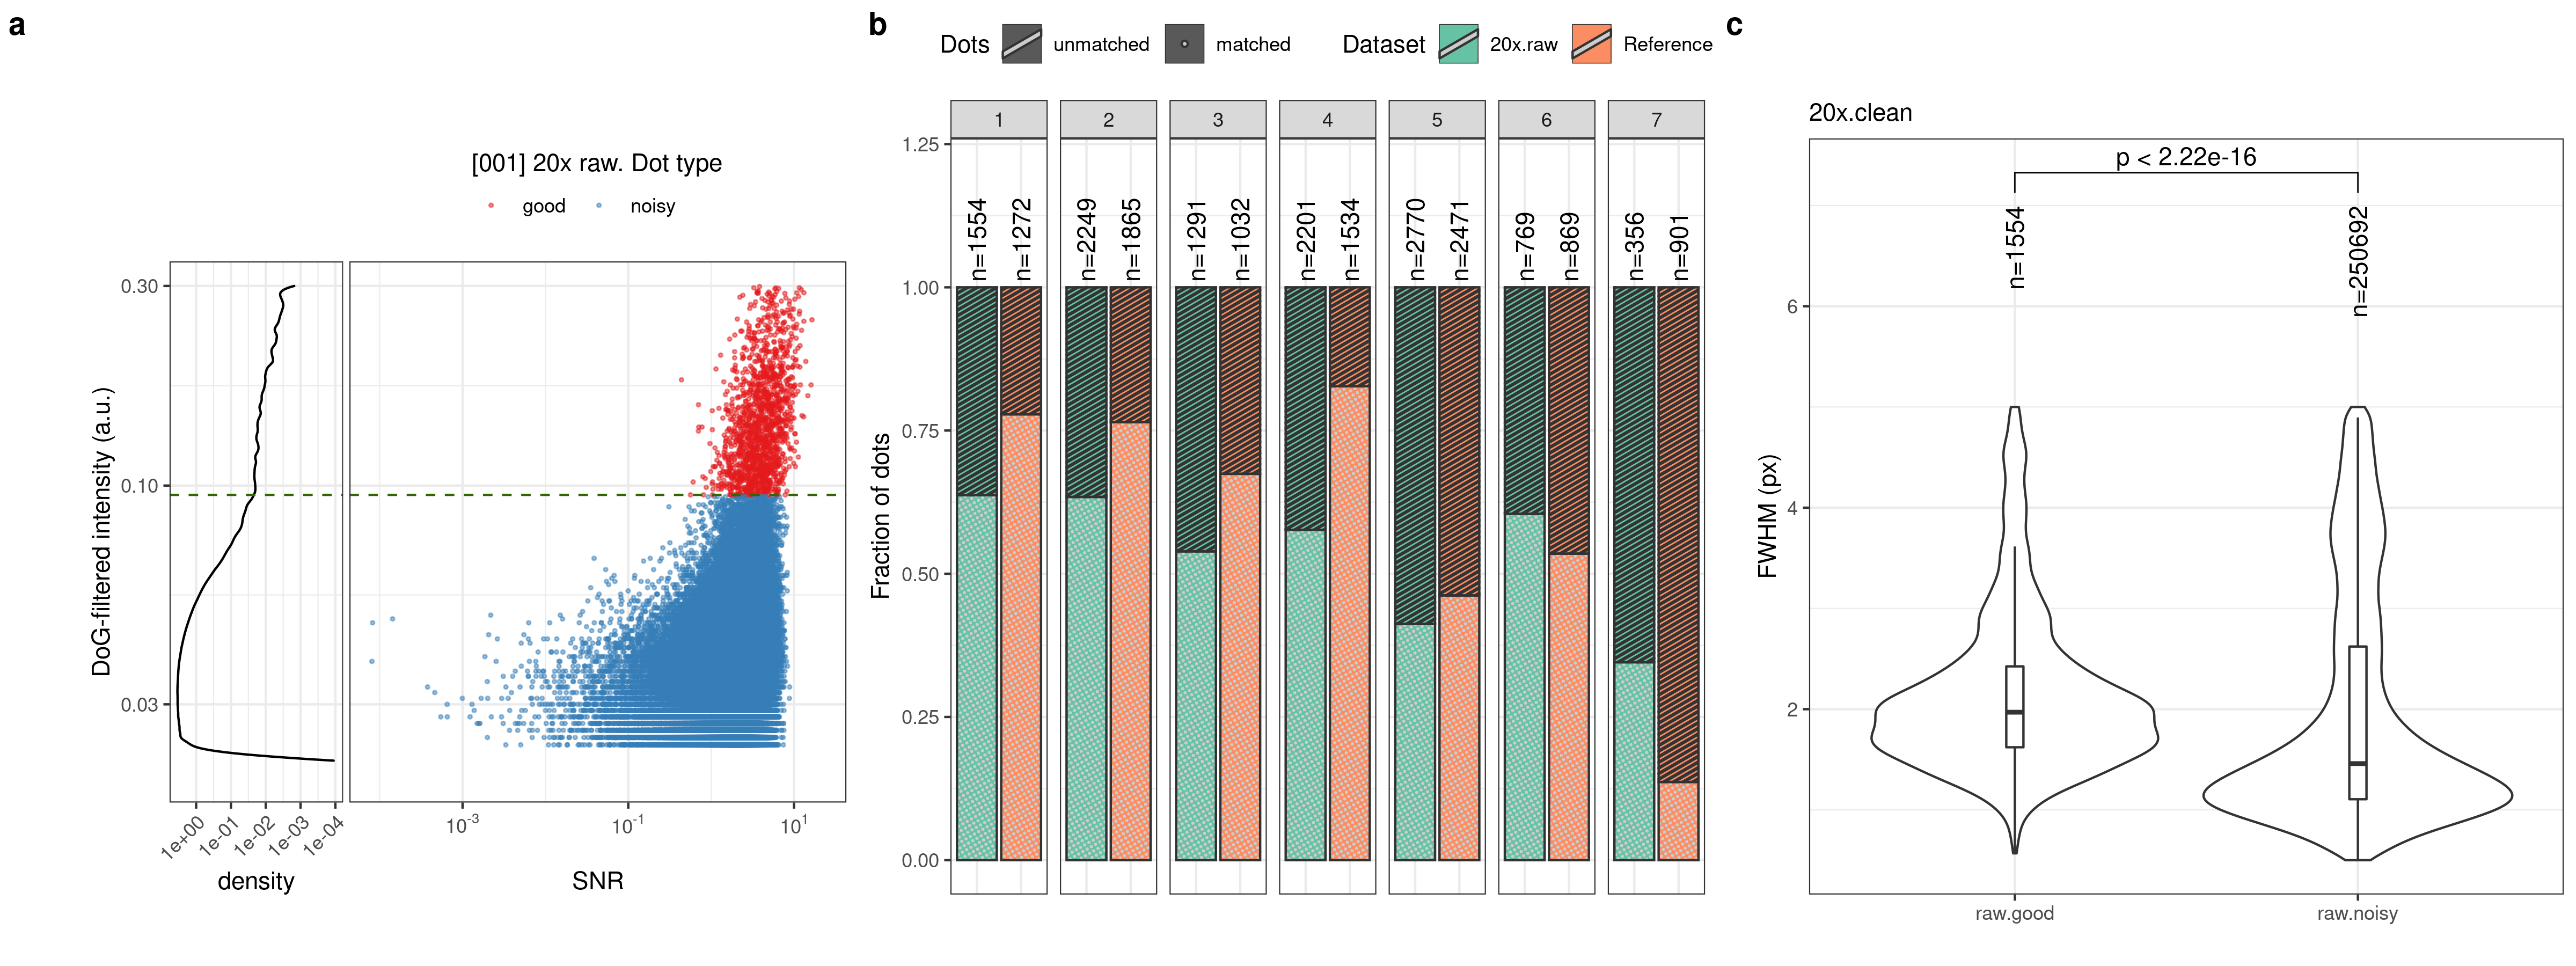 a
[001] 20x raw. Dot type
good noisy
DoG-filtered intensity (a.u.)
0.30
0.10
0.03
1e+00 1e-01 1e-02 1e-03 1e-04
density
10-3 10-1 101
SNR
b
Dots unmatched matched Dataset 20x.raw Reference
1 2 3 4 5 6 7
Fraction of dots
1.25
1.00
0.75
0.50
0.25
0.00
n=1554
n=1272
n=2249
n=1865
n=1291
n=1032
n=2201
n=1534
n=2770
n=2471
n=769
n=869
n=356
n=901
c
20x.clean
p < 2.22e-16
n=1554
n=250692
FWHM (px)
6
4
2
raw.good raw.noisy